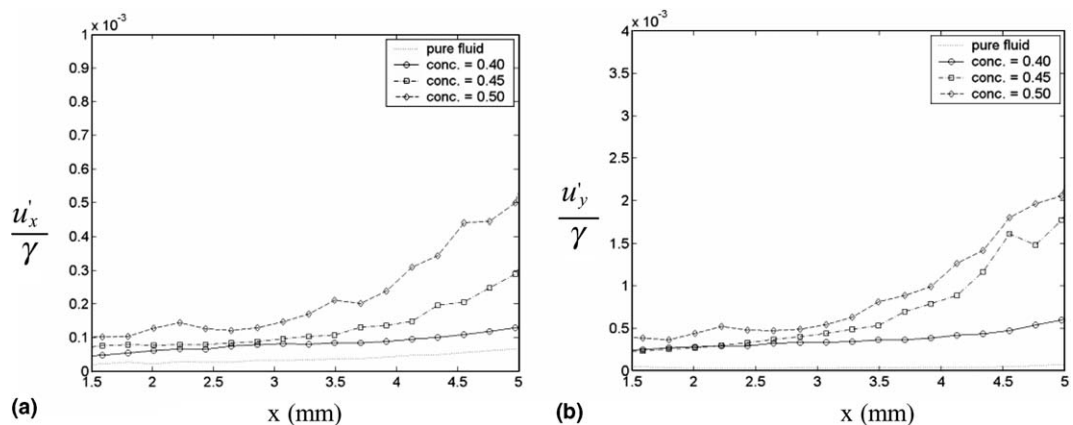 x 10⁻³
1
0.9
0.8
0.7
0.6
0.5
0.4
0.3
0.2
0.1
0
1.5 2 2.5 3 3.5 4 4.5 5
pure fluid
conc. = 0.40
conc. = 0.45
conc. = 0.50
u'x
γ
(a)
x (mm)
x 10⁻³
4
3.5
3
2.5
2
1.5
1
0.5
0
1.5 2 2.5 3 3.5 4 4.5 5
pure fluid
conc. = 0.40
conc. = 0.45
conc. = 0.50
u'y
γ
(b)
x (mm)